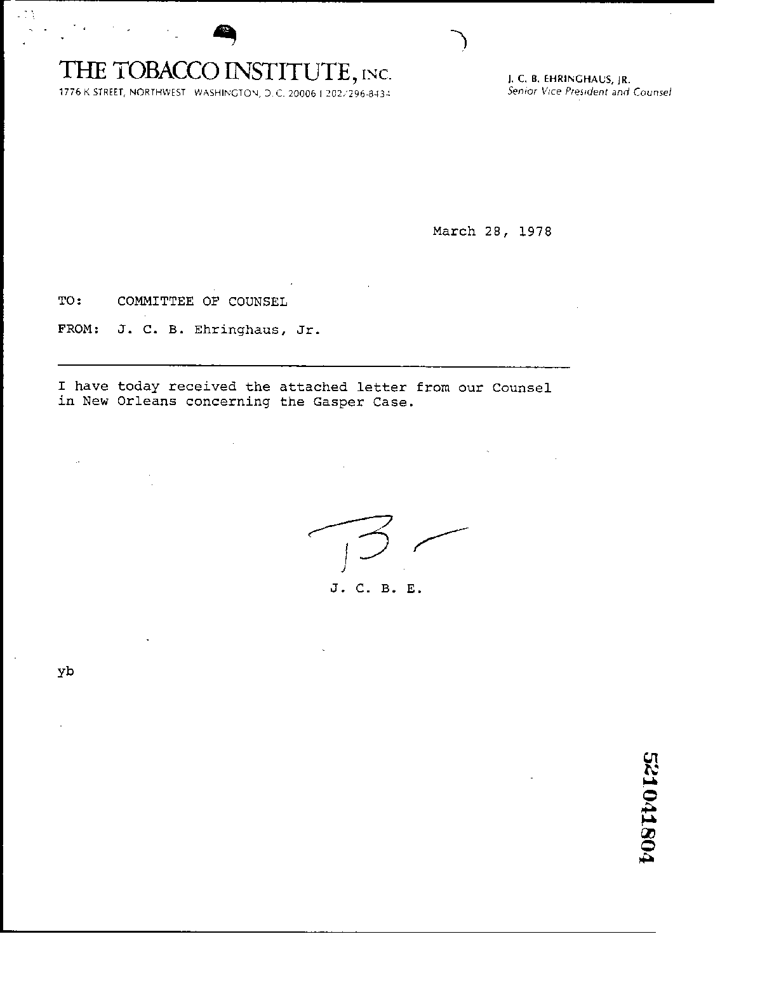 THE TOBACCO INSTITUTE, INC.
1776 K STREET, NORTHWEST WASHINGTON, D. C. 20006 | 202/296-8434
J. C. B. EHRINGHAUS, JR.
Senior Vice President and Counsel
March 28, 1978
TO: COMMITTEE OF COUNSEL
FROM: J. C. B. Ehringhaus, Jr.
I have today received the attached letter from our Counsel
in New Orleans concerning the Gasper Case.
J. C. B. E.
yb
521041804